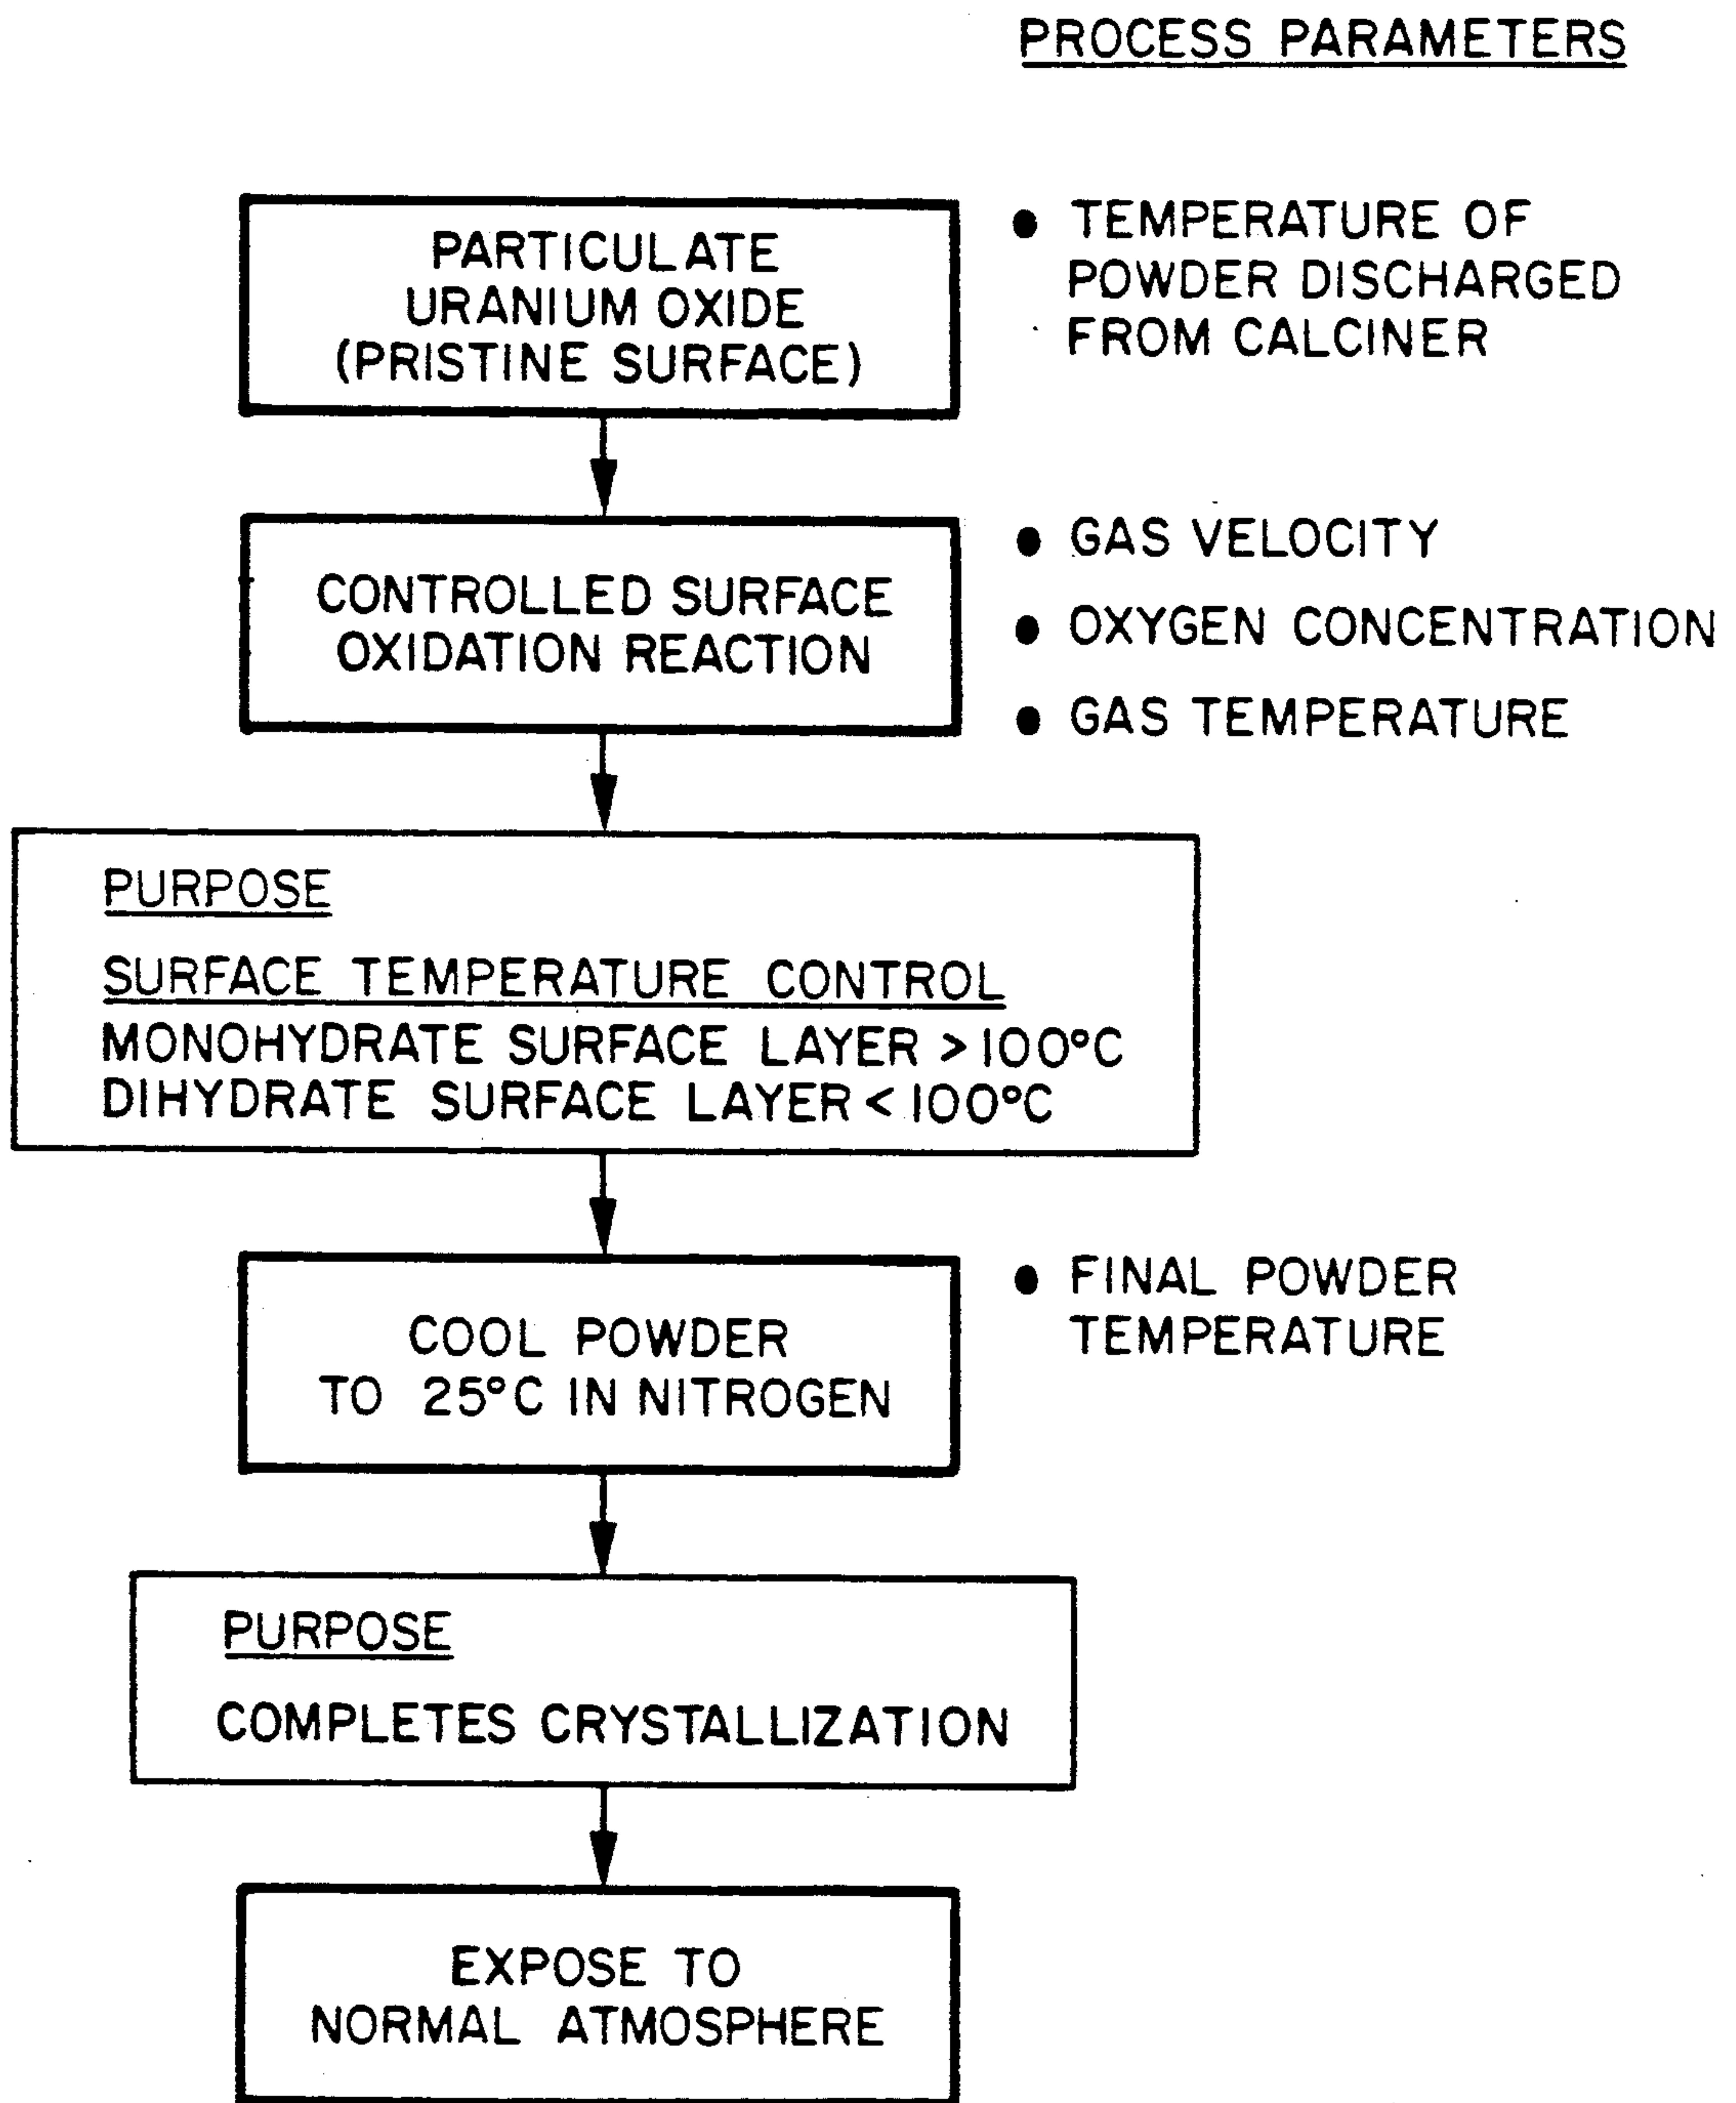 PROCESS PARAMETERS
PARTICULATE
URANIUM OXIDE
(PRISTINE SURFACE)
● TEMPERATURE OF
POWDER DISCHARGED
FROM CALCINER
CONTROLLED SURFACE
OXIDATION REACTION
● GAS VELOCITY
● OXYGEN CONCENTRATION
● GAS TEMPERATURE
PURPOSE
SURFACE TEMPERATURE CONTROL
MONOHYDRATE SURFACE LAYER > 100°C
DIHYDRATE SURFACE LAYER < 100°C
COOL POWDER
TO 25°C IN NITROGEN
● FINAL POWDER
TEMPERATURE
PURPOSE
COMPLETES CRYSTALLIZATION
EXPOSE TO
NORMAL ATMOSPHERE